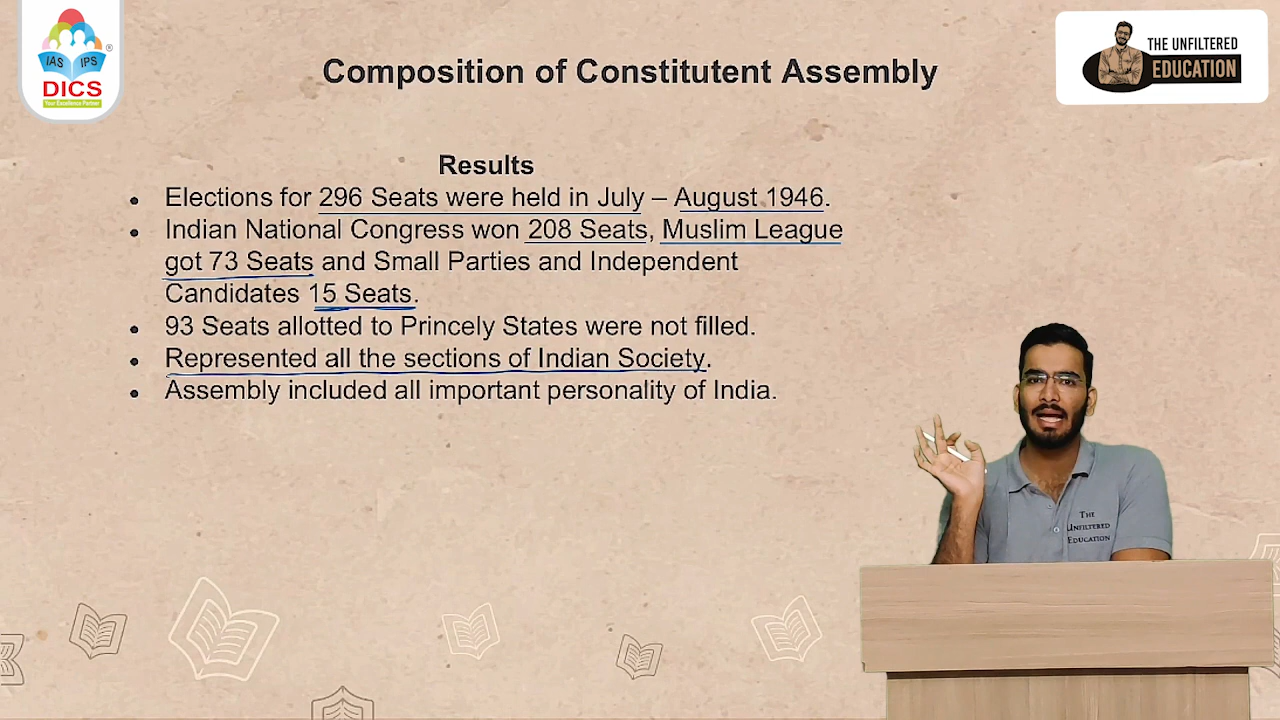 IAS IPS
DICS
Your Excellence Partner
THE UNFILTERED
EDUCATION
Composition of Constitutent Assembly
Results
Elections for 296 Seats were held in July – August 1946.
Indian National Congress won 208 Seats, Muslim League
got 73 Seats and Small Parties and Independent
Candidates 15 Seats.
93 Seats allotted to Princely States were not filled.
Represented all the sections of Indian Society.
Assembly included all important personality of India.
THE
UNFILTERED
EDUCATION